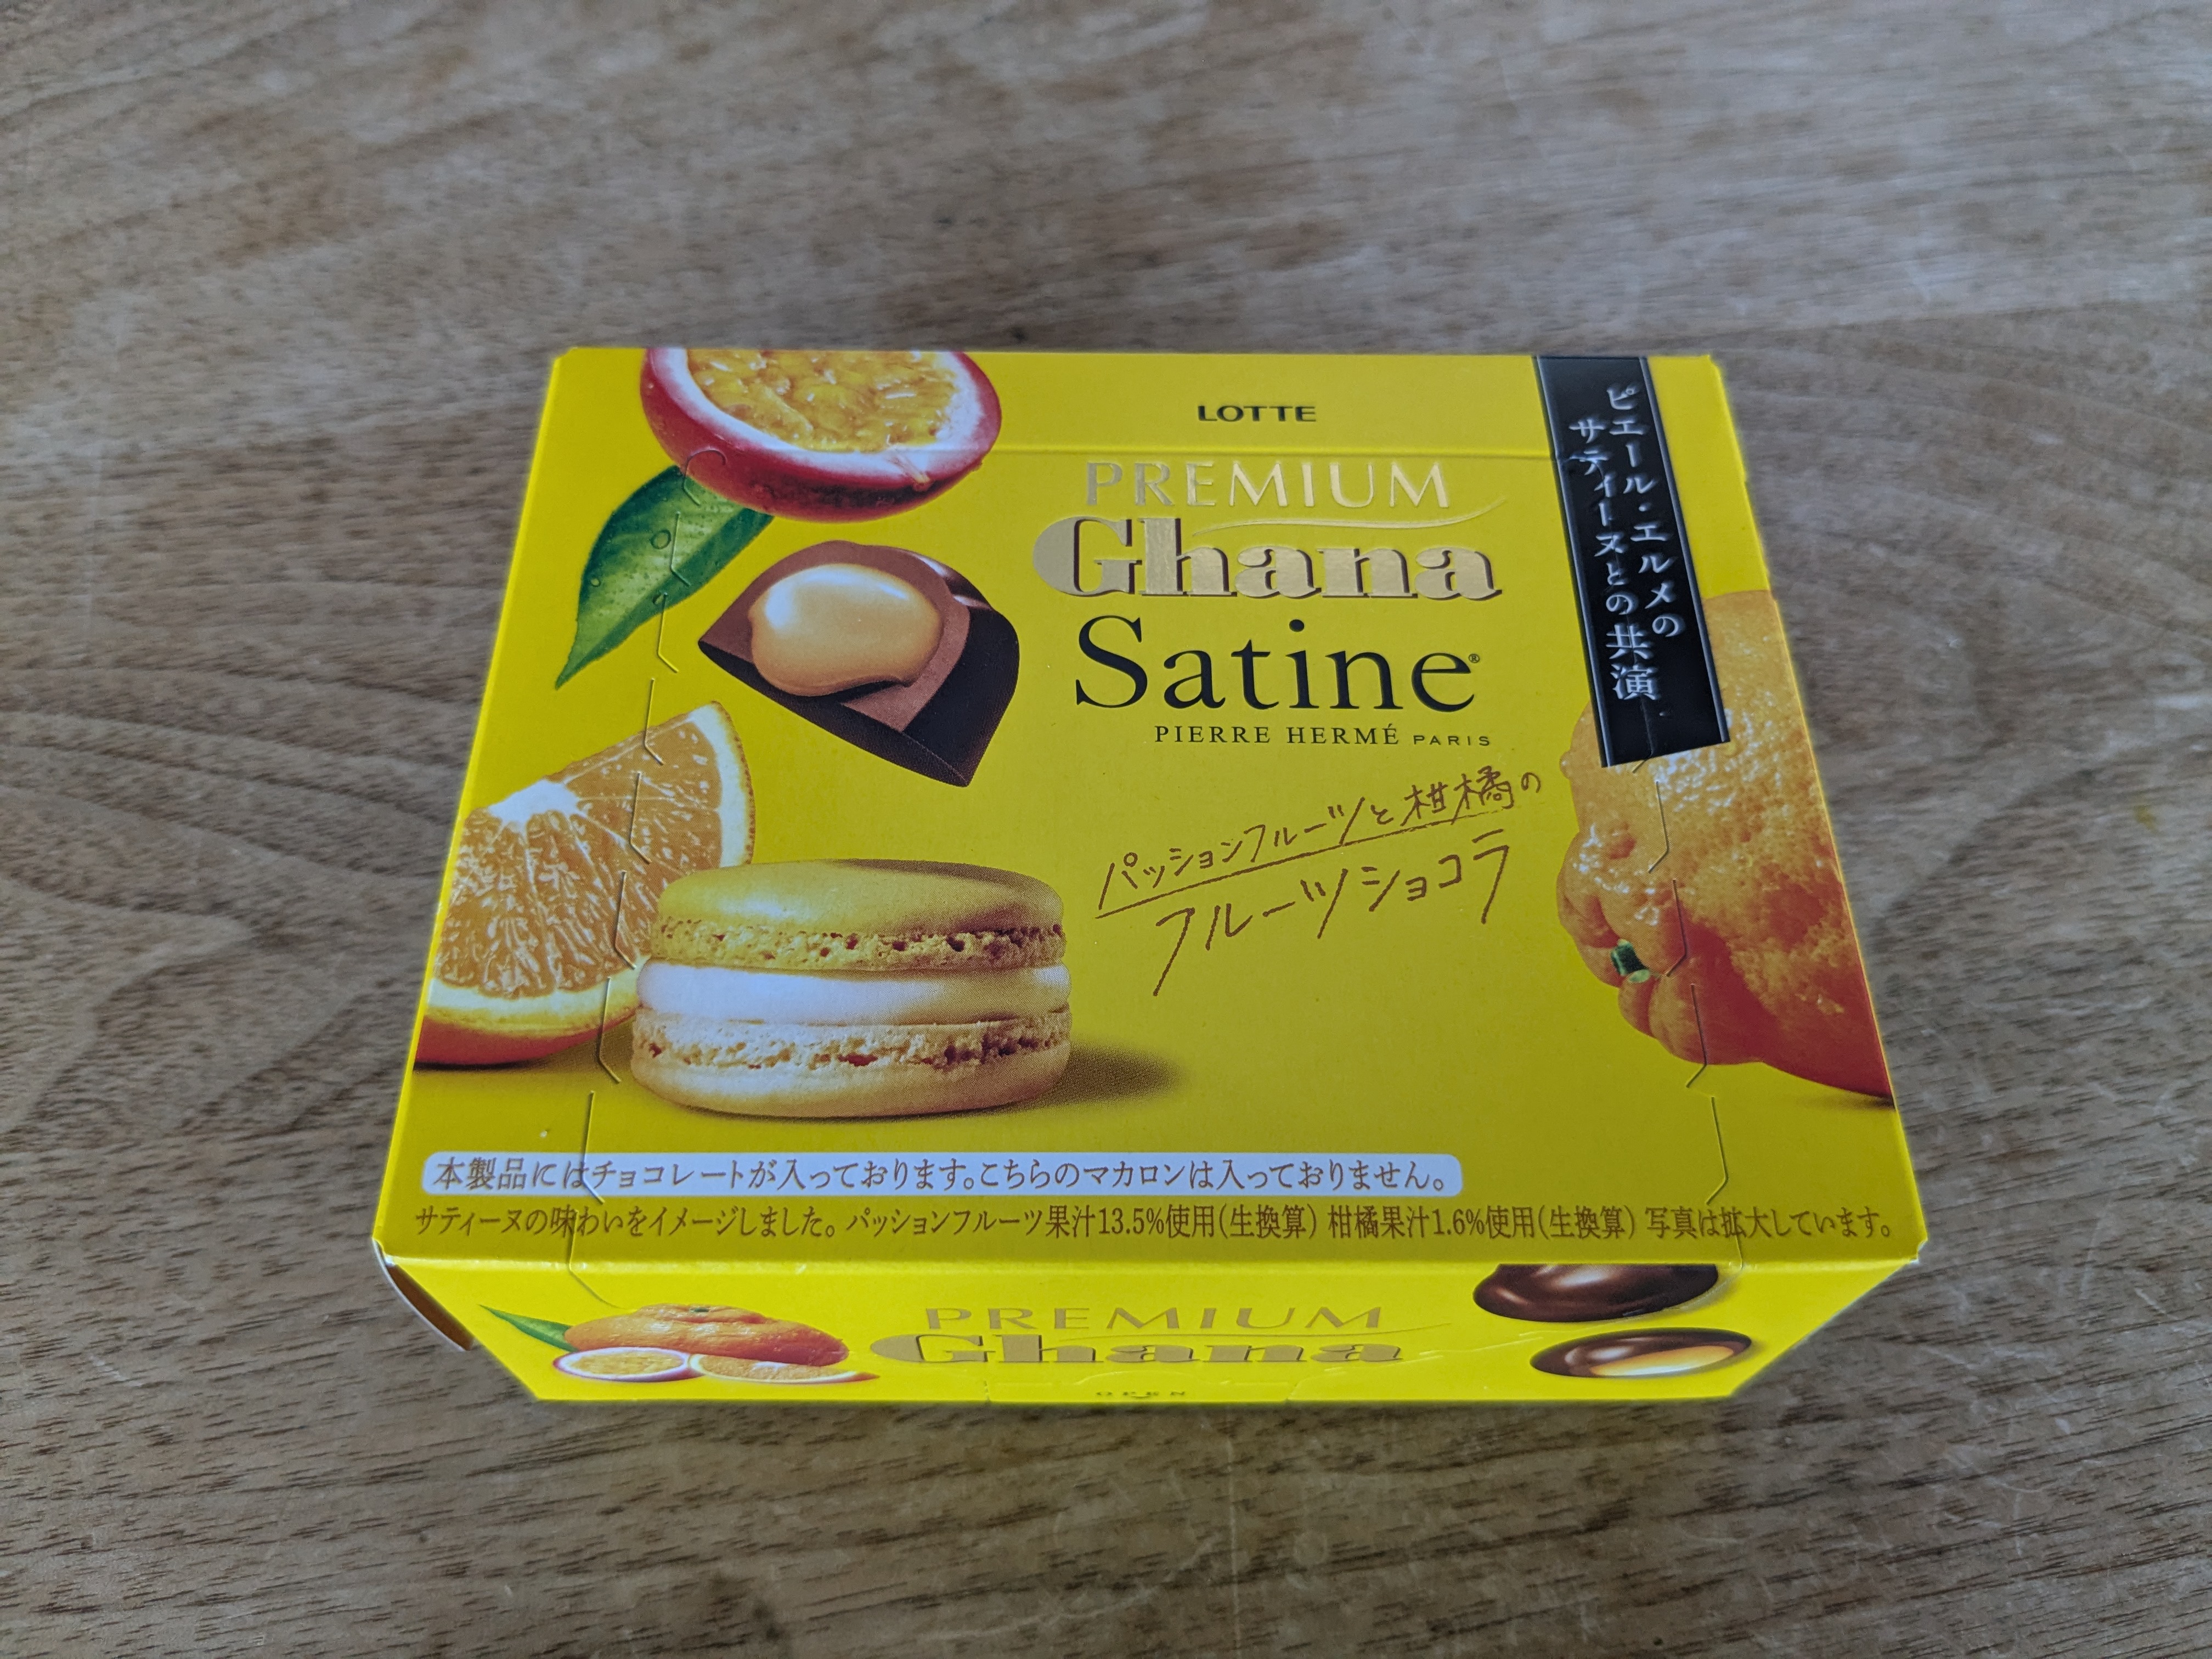 LOTTE
PREMIUM
Ghana
Satine®
PIERRE HERMÉ PARIS
ピエール・エルメの
サティーヌとの共演
パッションフルーツと柑橘の
フルーツショコラ
本製品にはチョコレートが入っております。こちらのマカロンは入っておりません。
サティーヌの味わいをイメージしました。パッションフルーツ果汁13.5%使用(生換算) 柑橘果汁1.6%使用(生換算) 写真は拡大しています。
PREMIUM
Ghana
OPEN